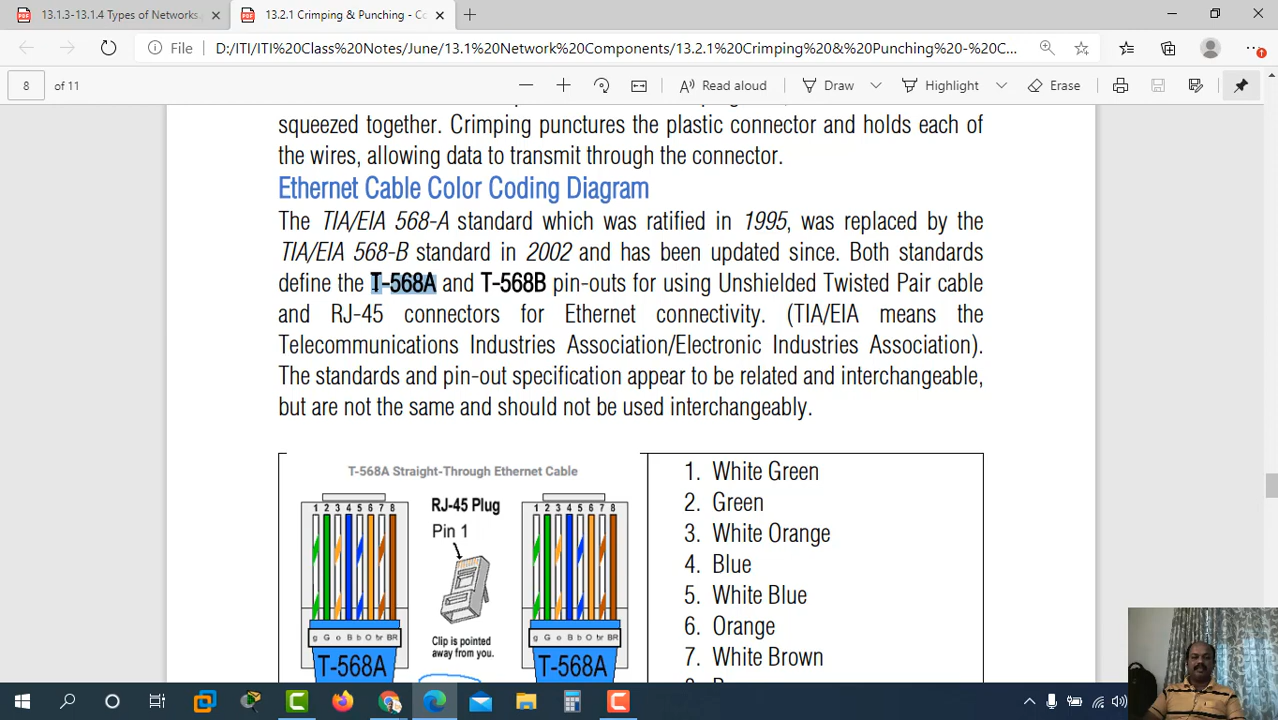 13.1.3-13.1.4 Types of Networks
13.2.1 Crimping & Punching - Co
File
D:/ITI/ITI%20Class%20Notes/June/13.1%20Network%20Components/13.2.1%20Crimping%20&%20Punching%20-%20C...
8 of 11
Read aloud
Draw
Highlight
Erase
squeezed together. Crimping punctures the plastic connector and holds each of
the wires, allowing data to transmit through the connector.
Ethernet Cable Color Coding Diagram
The TIA/EIA 568-A standard which was ratified in 1995, was replaced by the
TIA/EIA 568-B standard in 2002 and has been updated since. Both standards
define the T-568A and T-568B pin-outs for using Unshielded Twisted Pair cable
and RJ-45 connectors for Ethernet connectivity. (TIA/EIA means the
Telecommunications Industries Association/Electronic Industries Association).
The standards and pin-out specification appear to be related and interchangeable,
but are not the same and should not be used interchangeably.
T-568A Straight-Through Ethernet Cable
RJ-45 Plug
Pin 1
1 2 3 4 5 6 7 8
1 2 3 4 5 6 7 8
Clip is pointed
away from you.
g G o B b O br BR
g G o B b O br BR
T-568A
T-568A
1. White Green
2. Green
3. White Orange
4. Blue
5. White Blue
6. Orange
7. White Brown